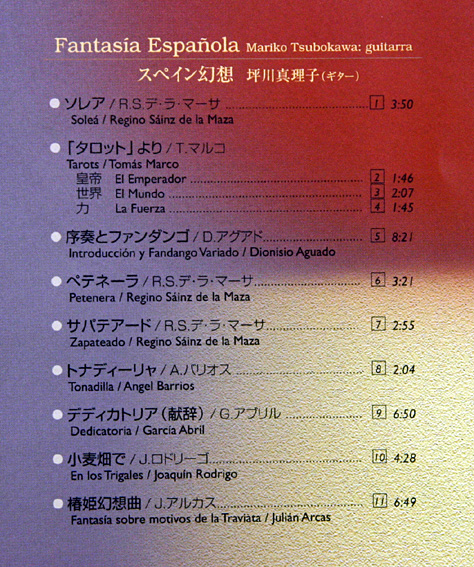 Fantasía Española Mariko Tsubokawa: guitarra
スペイン幻想 坪川真理子(ギター)
ソレア / R.S.デ・ラ・マーサ 1 3:50
Soleá / Regino Sáinz de la Maza
「タロット」より / T.マルコ
Tarots / Tomás Marco
皇帝 El Emperador 2 1:46
世界 El Mundo 3 2:07
力 La Fuerza 4 1:45
序奏とファンダンゴ / D.アグアド 5 8:21
Introducción y Fandango Variado / Dionisio Aguado
ペテネーラ / R.S.デ・ラ・マーサ 6 3:21
Petenera / Regino Sáinz de la Maza
サパテアード / R.S.デ・ラ・マーサ 7 2:55
Zapateado / Regino Sáinz de la Maza
トナディーリャ / A.バリオス 8 2:04
Tonadilla / Angel Barrios
デディカトリア(献辞) / G.アブリル 9 6:50
Dedicatoria / García Abril
小麦畑で / J.ロドリーゴ 10 4:28
En los Trigales / Joaquín Rodrigo
椿姫幻想曲 / J.アルカス 11 6:49
Fantasía sobre motivos de la Traviata / Julián Arcas